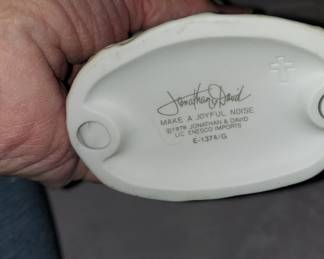 Jonathan & David
MAKE A JOYFUL NOISE
©1978 JONATHAN & DAVID
LIC. ENESCO IMPORTS
E-1374/G